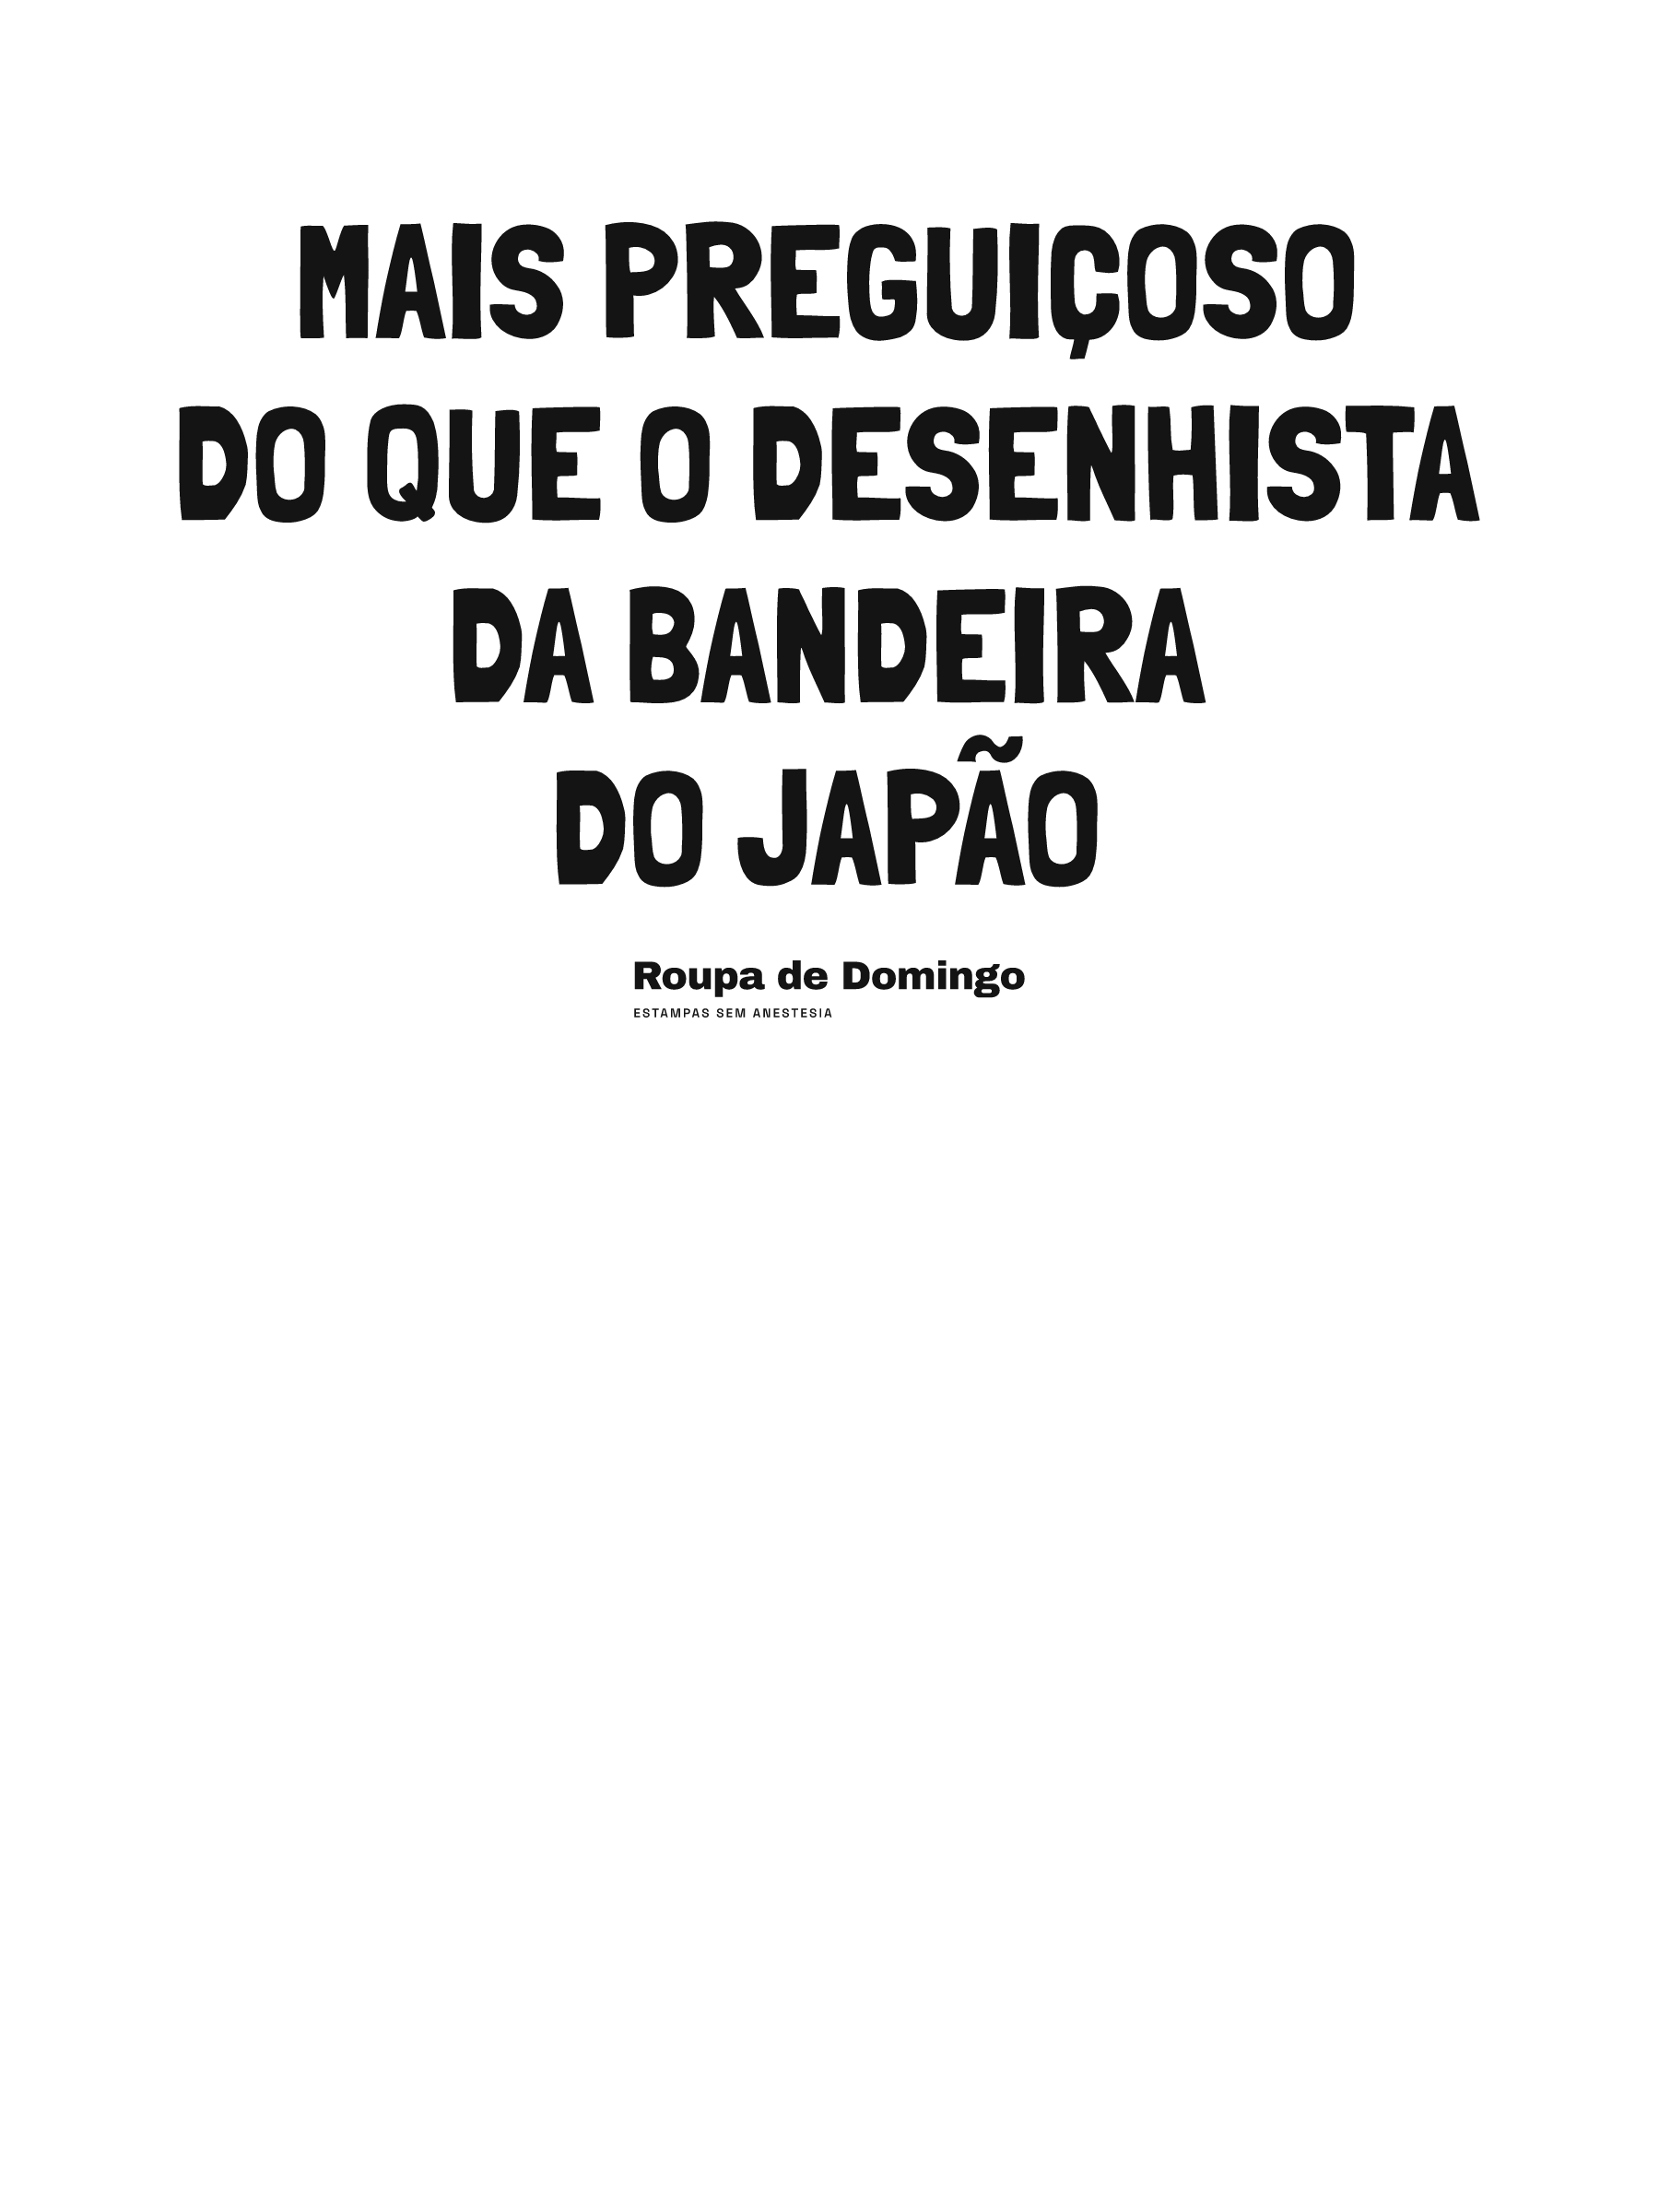 MAIS PREGUIÇOSO
DO QUE O DESENHISTA
DA BANDEIRA
DO JAPÃO
Roupa de Domingo
ESTAMPAS SEM ANESTESIA